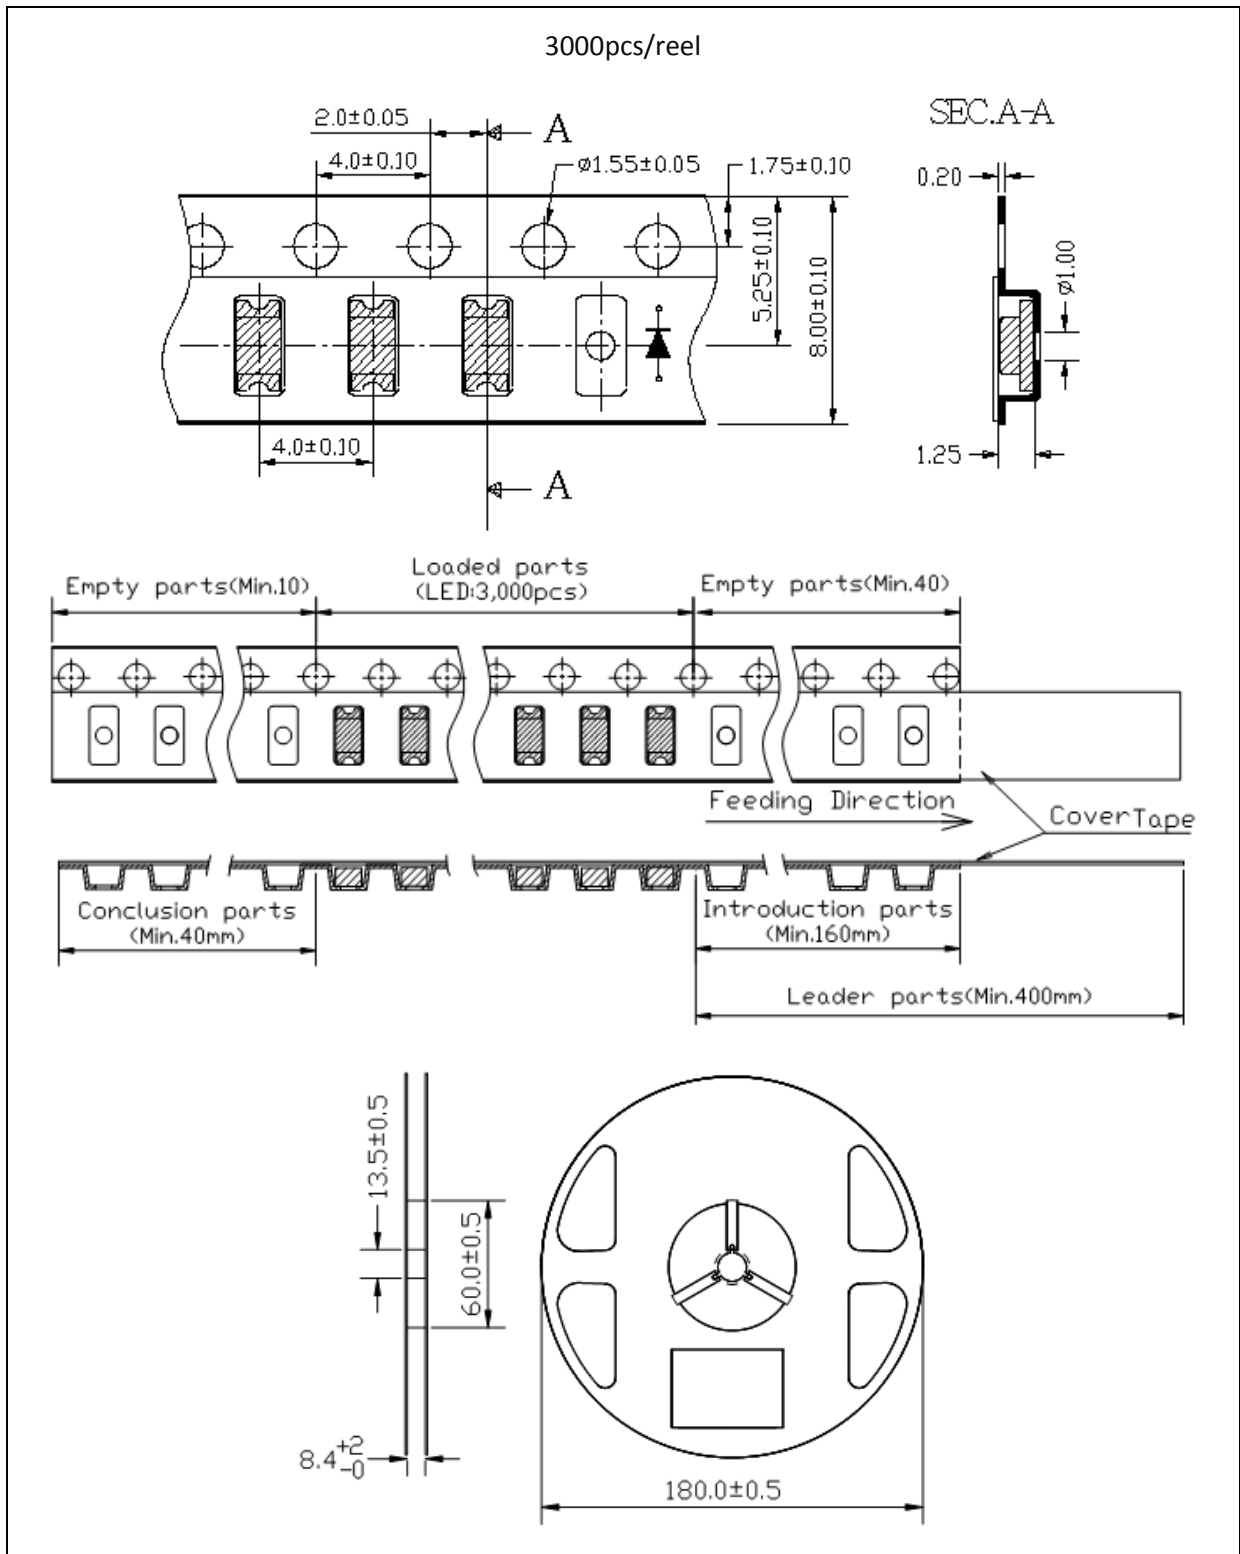 3000pcs/reel
2.0±0.05
A
SEC.A-A
4.0±0.10
ø1.55±0.05
1.75±0.10
0.20
5.25±0.10
8.00±0.10
ø1.00
4.0±0.10
1.25
A
Empty parts(Min.10)
Loaded parts
(LED:3,000pcs)
Empty parts(Min.40)
Feeding Direction
CoverTape
Conclusion parts
(Min.40mm)
Introduction parts
(Min.160mm)
Leader parts(Min.400mm)
13.5±0.5
60.0±0.5
8.4+2-0
180.0±0.5